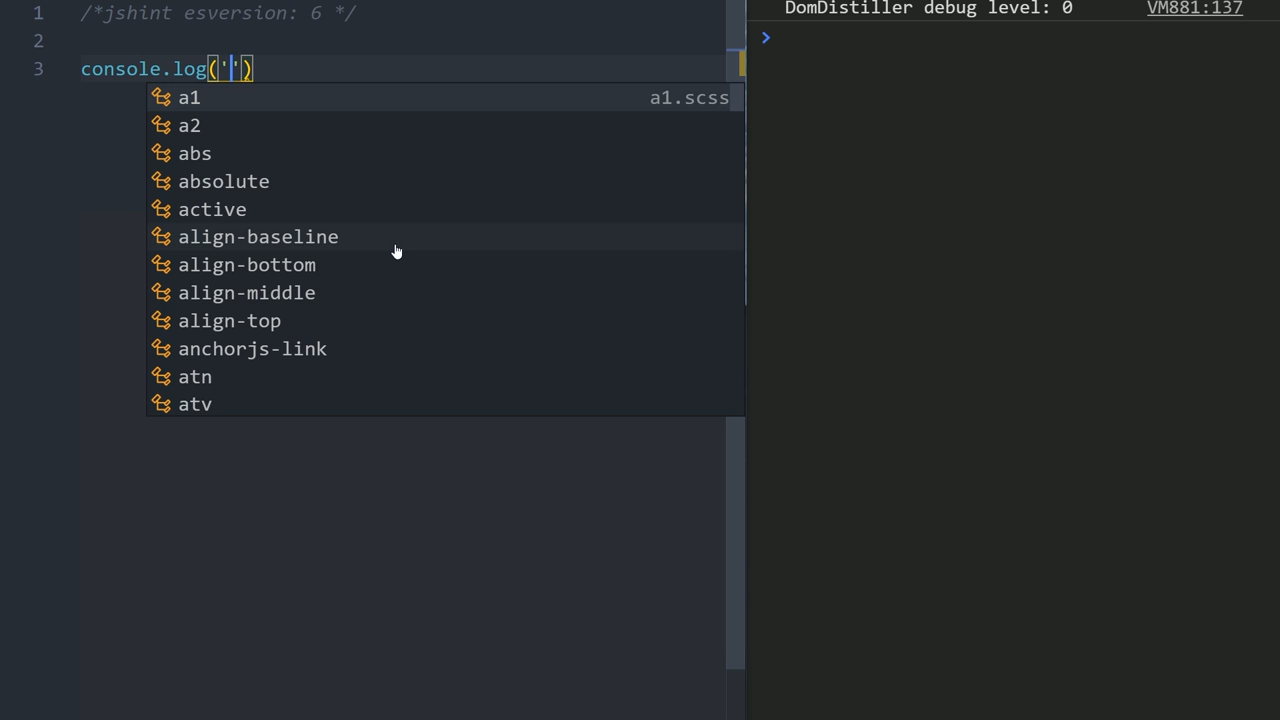 1 /*jshint esversion: 6 */
2
3 console.log('')
a1 a1.scss
a2
abs
absolute
active
align-baseline
align-bottom
align-middle
align-top
anchorjs-link
atn
atv
DomDistiller debug level: 0 VM881:137